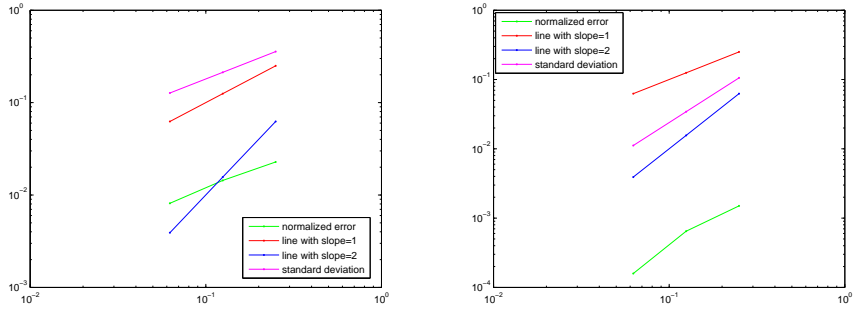 10^0
10^-1
10^-2
10^-3
10^-2
10^-1
10^0
normalized error
line with slope=1
line with slope=2
standard deviation
10^0
10^-1
10^-2
10^-3
10^-4
10^-2
10^-1
10^0
normalized error
line with slope=1
line with slope=2
standard deviation